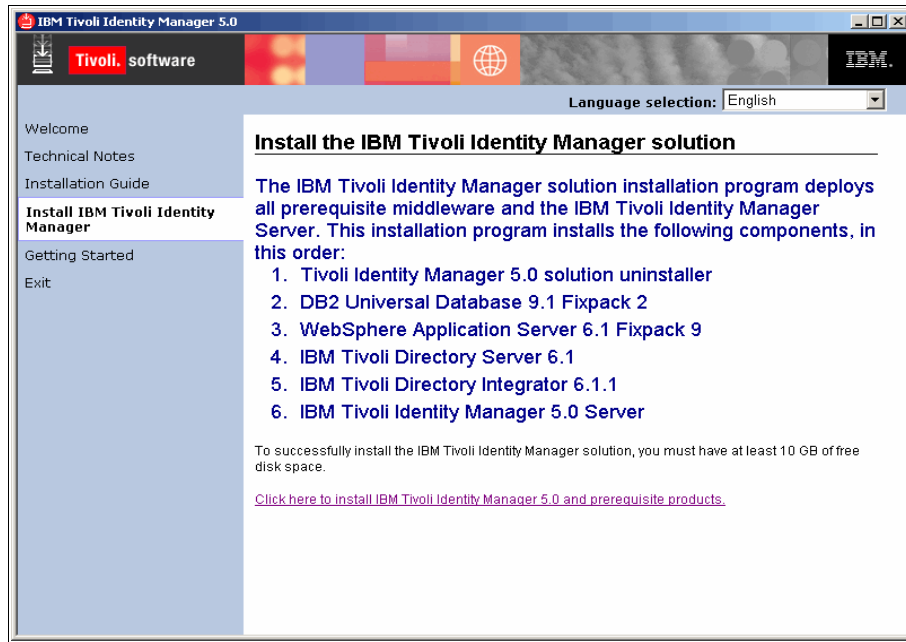 IBM Tivoli Identity Manager 5.0
Tivoli. software
IBM.
Language selection: English
Welcome
Technical Notes
Installation Guide
Install IBM Tivoli Identity
Manager
Getting Started
Exit
Install the IBM Tivoli Identity Manager solution
The IBM Tivoli Identity Manager solution installation program deploys
all prerequisite middleware and the IBM Tivoli Identity Manager
Server. This installation program installs the following components, in
this order:
1. Tivoli Identity Manager 5.0 solution uninstaller
2. DB2 Universal Database 9.1 Fixpack 2
3. WebSphere Application Server 6.1 Fixpack 9
4. IBM Tivoli Directory Server 6.1
5. IBM Tivoli Directory Integrator 6.1.1
6. IBM Tivoli Identity Manager 5.0 Server
To successfully install the IBM Tivoli Identity Manager solution, you must have at least 10 GB of free
disk space.
Click here to install IBM Tivoli Identity Manager 5.0 and prerequisite products.